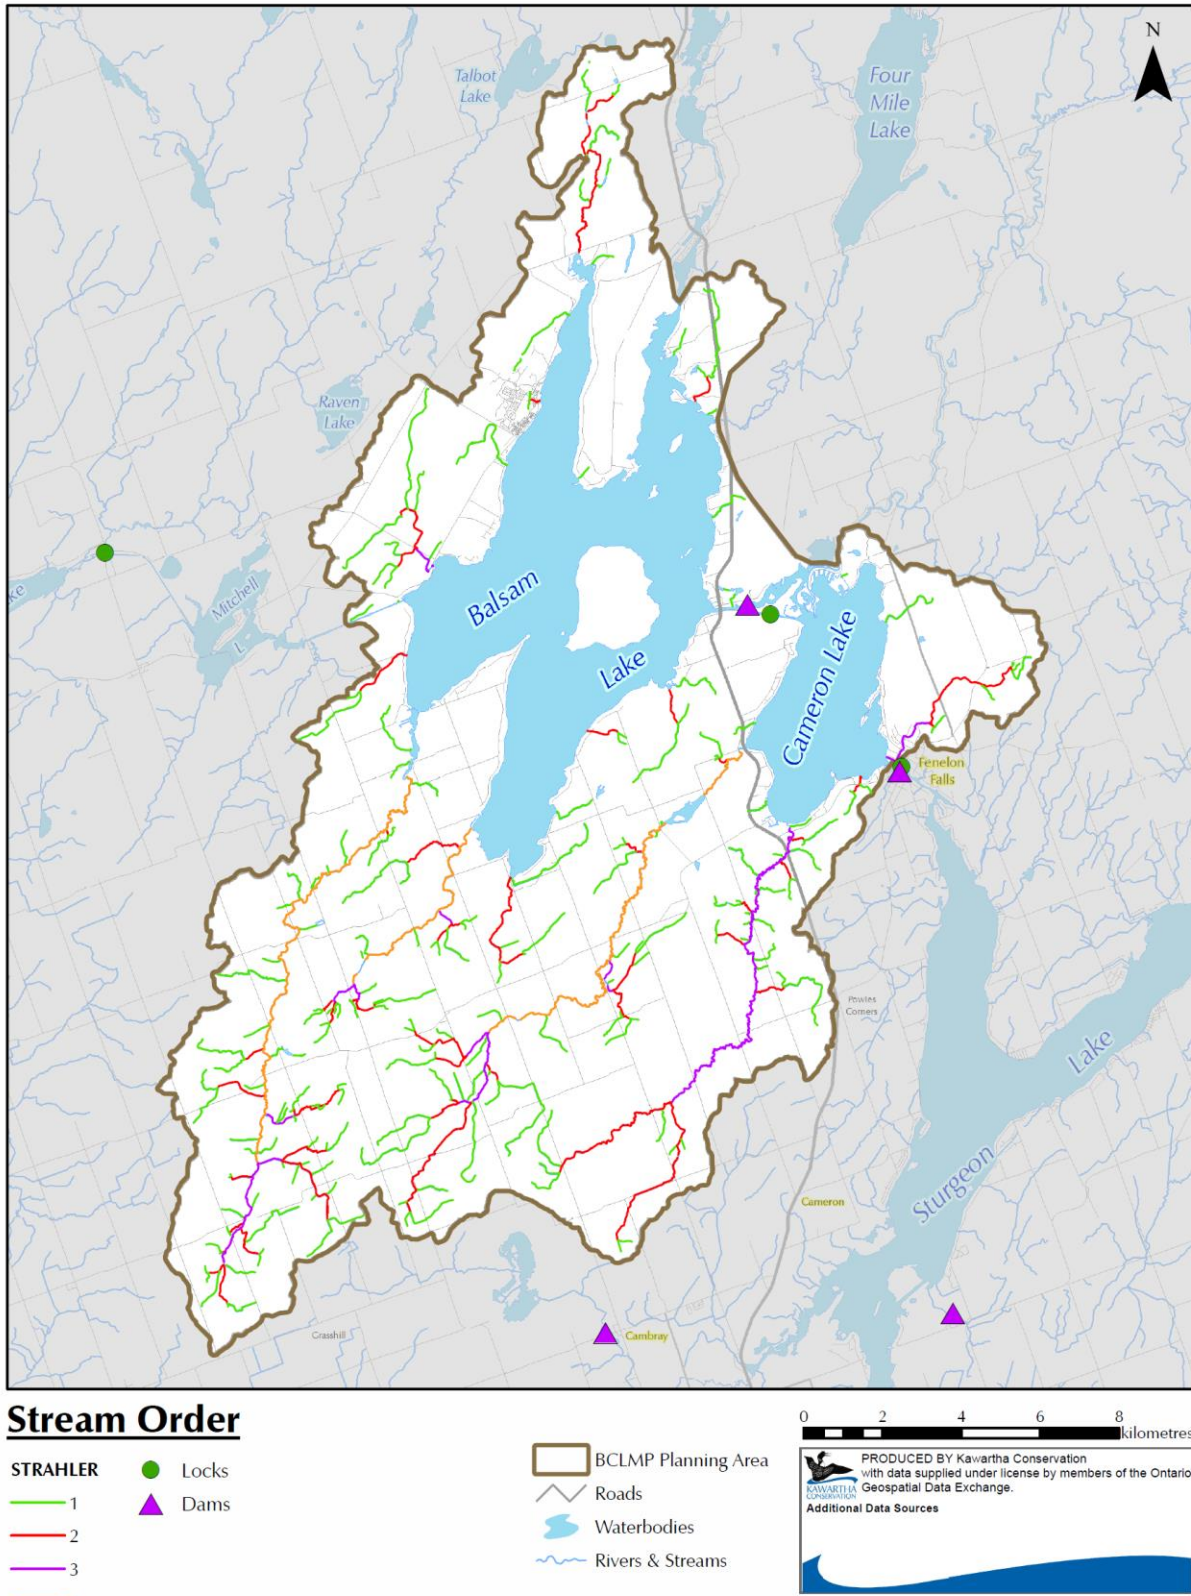 N
Talbot
Lake
Four
Mile
Lake
Raven
Lake
Mitchell
L.
Balsam
Lake
Cameron Lake
Fenelon
Falls
Powles
Corners
Sturgeon
Lake
Cameron
Grasshill
Cambray
Stream Order
STRAHLER
1
2
3
Locks
Dams
BCLMP Planning Area
Roads
Waterbodies
Rivers & Streams
0 2 4 6 8
kilometres
KAWARTHA
CONSERVATION
PRODUCED BY Kawartha Conservation
with data supplied under license by members of the Ontario
Geospatial Data Exchange.
Additional Data Sources